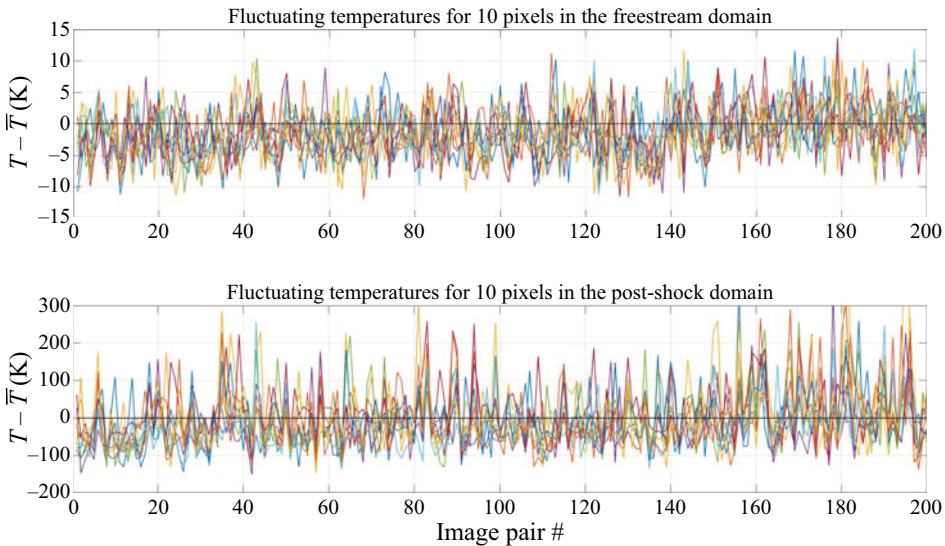 Fluctuating temperatures for 10 pixels in the freestream domain
15
10
5
0
–5
–10
–15
T − T̅ (K)
0 20 40 60 80 100 120 140 160 180 200
Fluctuating temperatures for 10 pixels in the post-shock domain
300
200
100
0
–100
–200
T − T̅ (K)
0 20 40 60 80 100 120 140 160 180 200
Image pair #